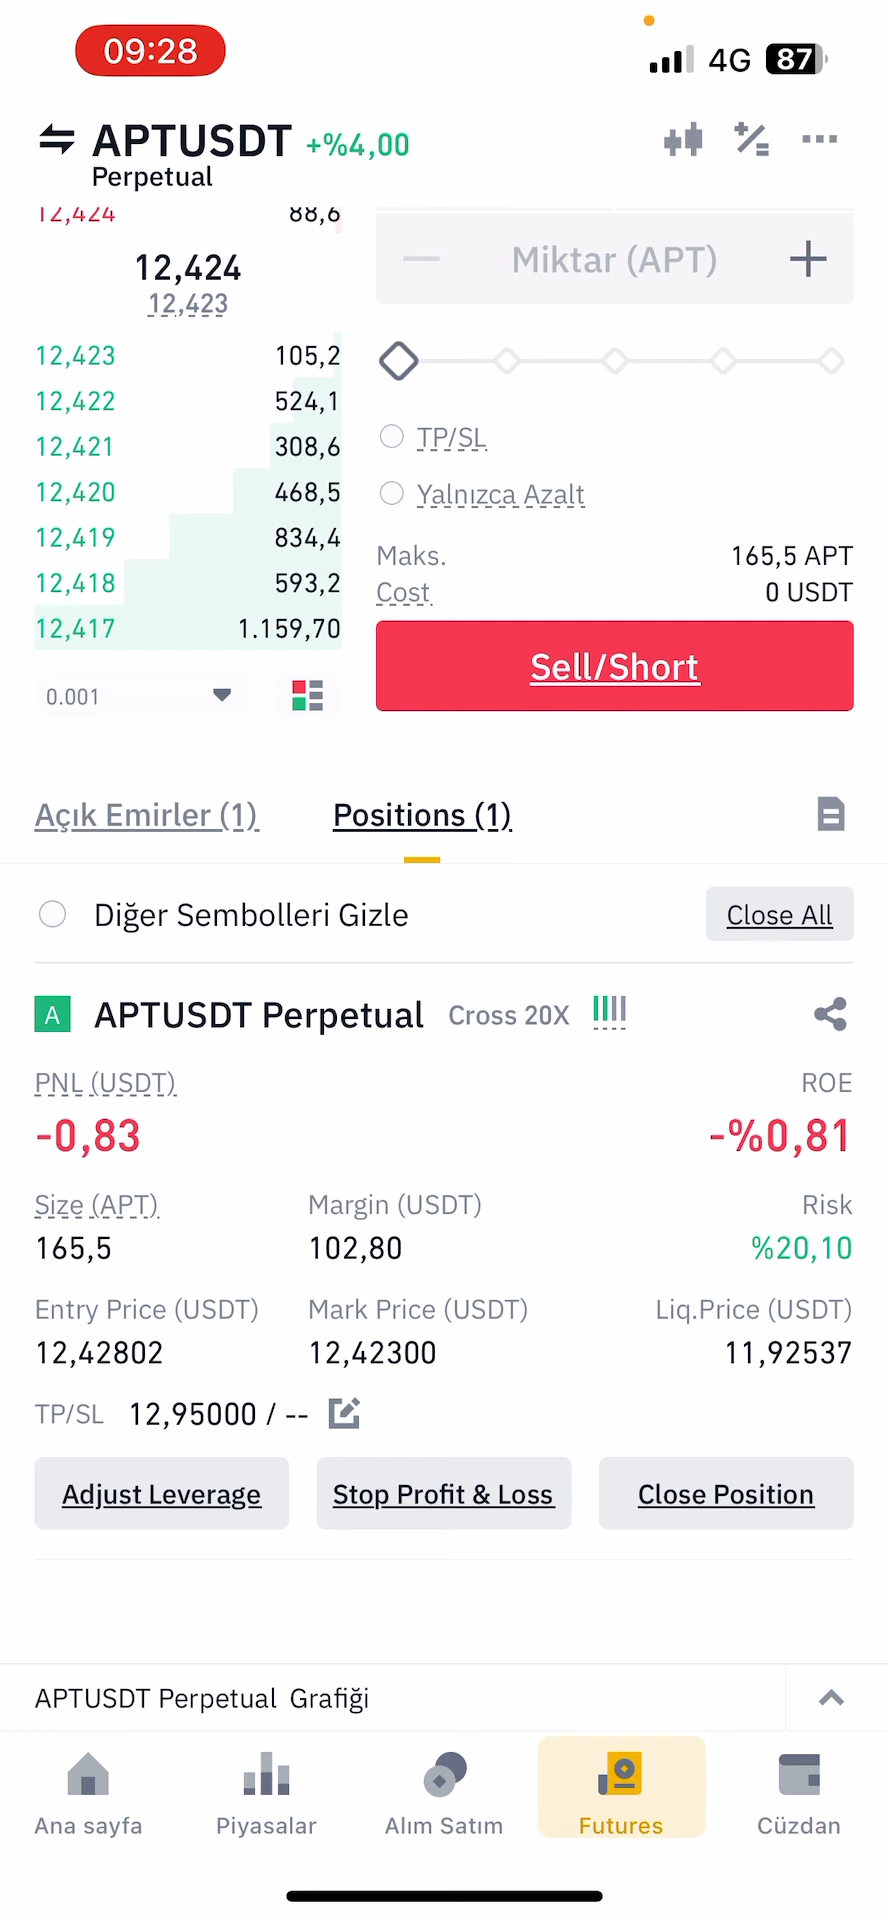 09:28
4G 87
APTUSDT +%4,00
Perpetual
12,424 88,6
12,424
12,423
Miktar (APT)
12,423 105,2
12,422 524,1
12,421 308,6
12,420 468,5
12,419 834,4
12,418 593,2
12,417 1.159,70
0.001
TP/SL
Yalnızca Azalt
Maks. 165,5 APT
Cost 0 USDT
Sell/Short
Açık Emirler (1) Positions (1)
Diğer Sembolleri Gizle Close All
A APTUSDT Perpetual Cross 20X
PNL (USDT) ROE
-0,83 -%0,81
Size (APT) Margin (USDT) Risk
165,5 102,80 %20,10
Entry Price (USDT) Mark Price (USDT) Liq.Price (USDT)
12,42802 12,42300 11,92537
TP/SL 12,95000 / --
Adjust Leverage Stop Profit & Loss Close Position
APTUSDT Perpetual Grafiği
Ana sayfa Piyasalar Alım Satım Futures Cüzdan